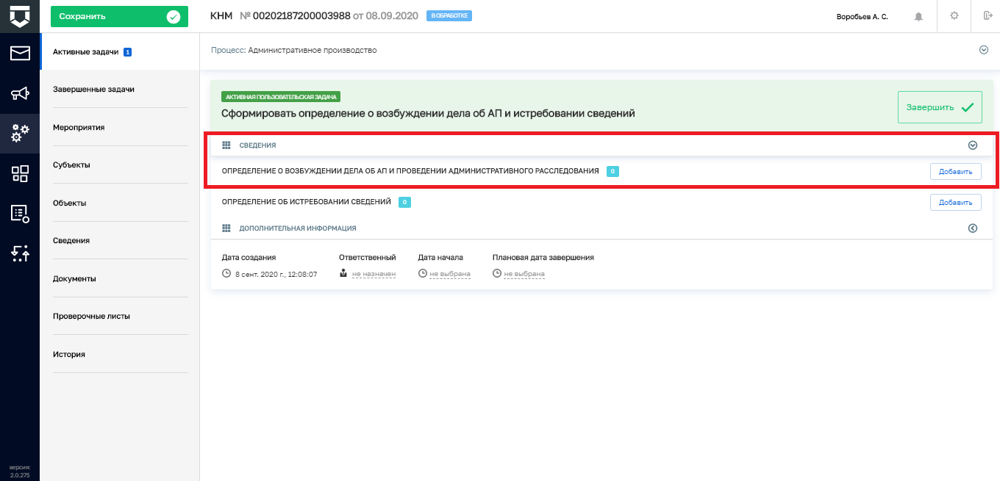 Сохранить
КНМ № 00202187200003988 от 08.09.2020 В ОБРАБОТКЕ
Воробьев А. С.
Активные задачи 1
Завершенные задачи
Мероприятия
Субъекты
Объекты
Сведения
Документы
Проверочные листы
История
версия:
2.0.275
Процесс: Административное производство
АКТИВНАЯ ПОЛЬЗОВАТЕЛЬСКАЯ ЗАДАЧА
Сформировать определение о возбуждении дела об АП и истребовании сведений
Завершить
СВЕДЕНИЯ
ОПРЕДЕЛЕНИЕ О ВОЗБУЖДЕНИИ ДЕЛА ОБ АП И ПРОВЕДЕНИИ АДМИНИСТРАТИВНОГО РАССЛЕДОВАНИЯ 0 Добавить
ОПРЕДЕЛЕНИЕ ОБ ИСТРЕБОВАНИИ СВЕДЕНИЙ 0 Добавить
ДОПОЛНИТЕЛЬНАЯ ИНФОРМАЦИЯ
Дата создания Ответственный Дата начала Плановая дата завершения
8 сент. 2020 г., 12:08:07 не назначен не выбрана не выбрана